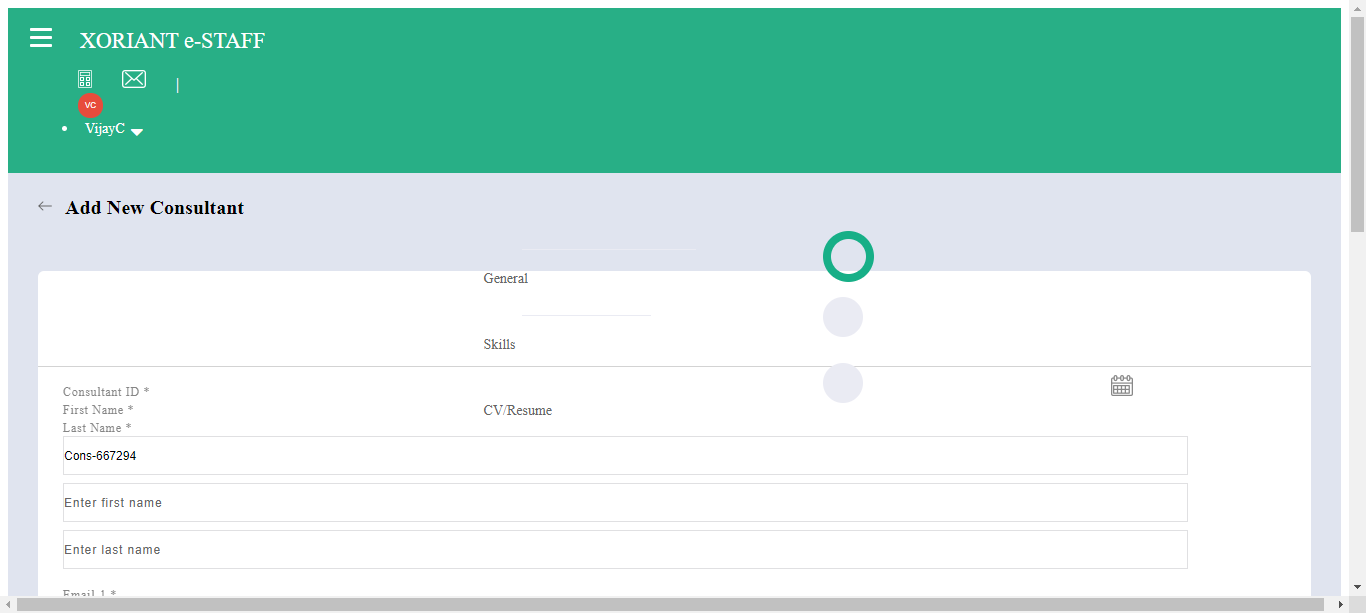 XORIANT e-STAFF
|
VC
VijayC
Add New Consultant
General
Skills
CV/Resume
Consultant ID *
First Name *
Last Name *
Cons-667294
Enter first name
Enter last name
Email 1 *